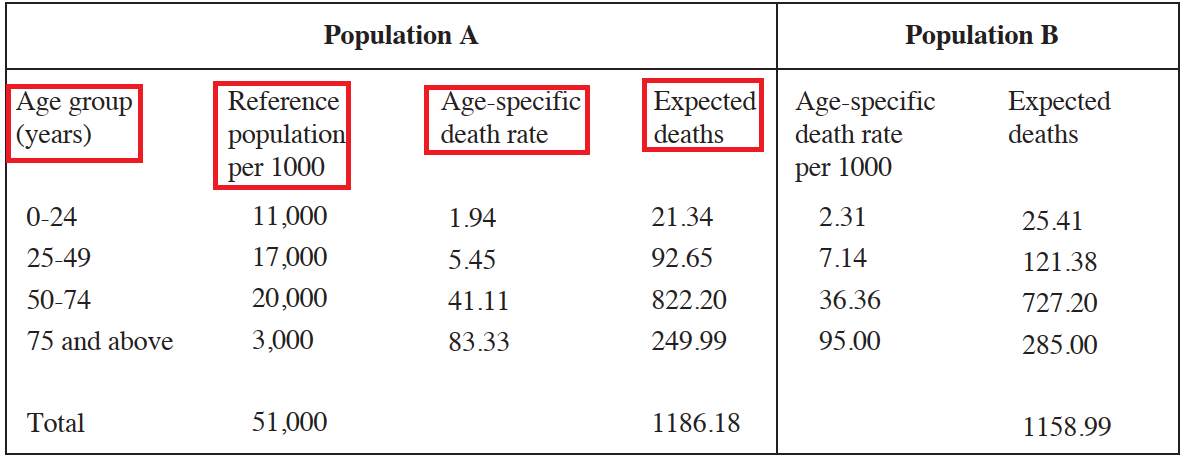 Population A Population B
Age group Reference Age-specific Expected Age-specific Expected
(years) population death rate deaths death rate deaths
per 1000 per 1000
0-24 11,000 1.94 21.34 2.31 25.41
25-49 17,000 5.45 92.65 7.14 121.38
50-74 20,000 41.11 822.20 36.36 727.20
75 and above 3,000 83.33 249.99 95.00 285.00
Total 51,000 1186.18 1158.99